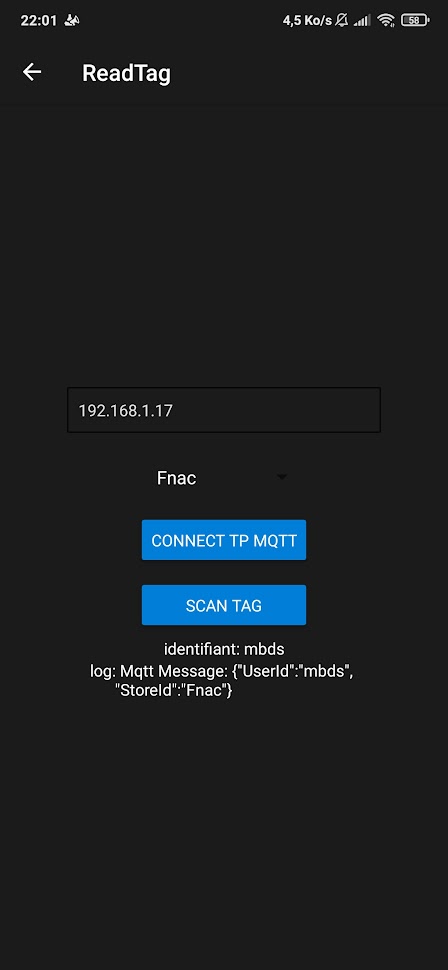 22:01 4,5 Ko/s 58
ReadTag
192.168.1.17
Fnac
CONNECT TP MQTT
SCAN TAG
identifiant: mbds
log: Mqtt Message: {"UserId":"mbds",
"StoreId":"Fnac"}